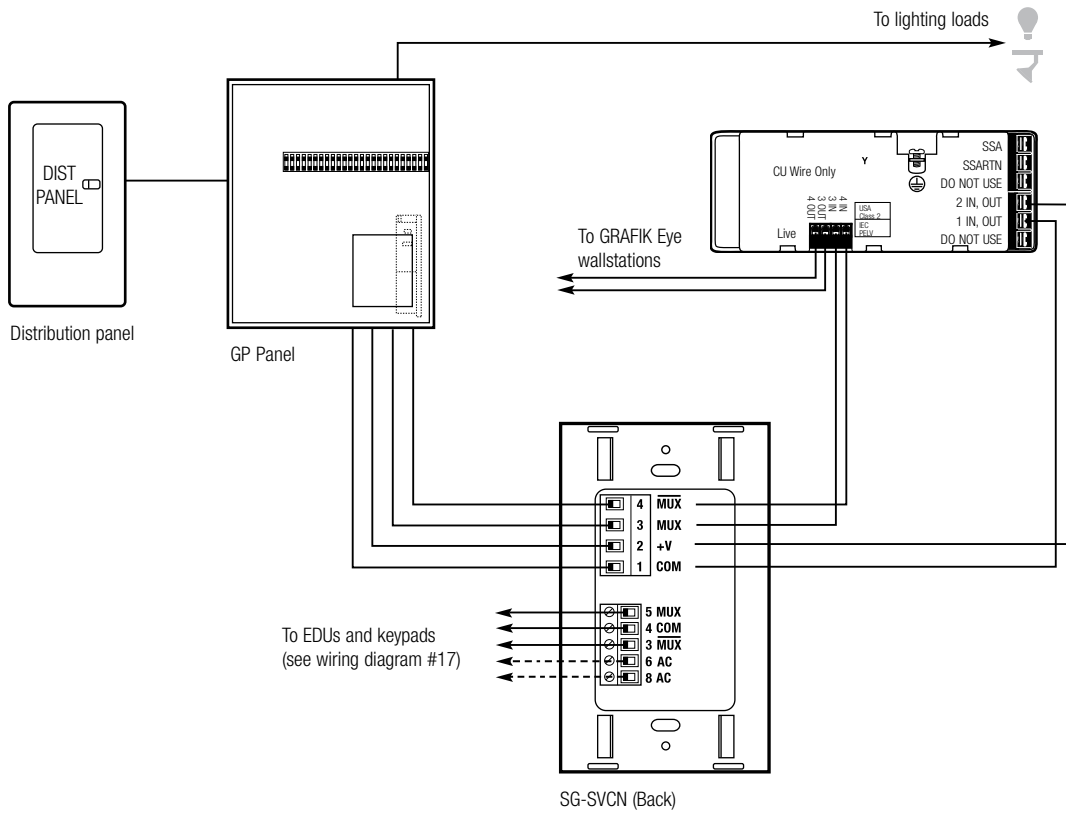 To lighting loads
DIST
PANEL
Distribution panel
GP Panel
CU Wire Only
Y
SSA
SSARTN
DO NOT USE
2 IN, OUT
1 IN, OUT
DO NOT USE
4 OUT
3 OUT
3 IN
4 IN
USA
Class 2
IEC
PELV
Live
To GRAFIK Eye
wallstations
4 MUX
3 MUX
2 +V
1 COM
5 MUX
4 COM
3 MUX
6 AC
8 AC
To EDUs and keypads
(see wiring diagram #17)
SG-SVCN (Back)